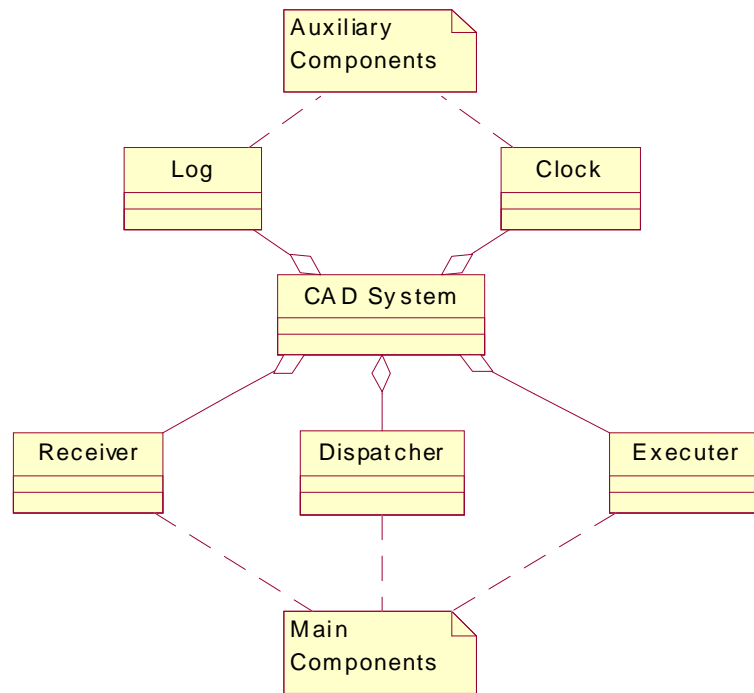 Auxiliary
Components
Log
Clock
CAD System
Receiver
Dispatcher
Executer
Main
Components